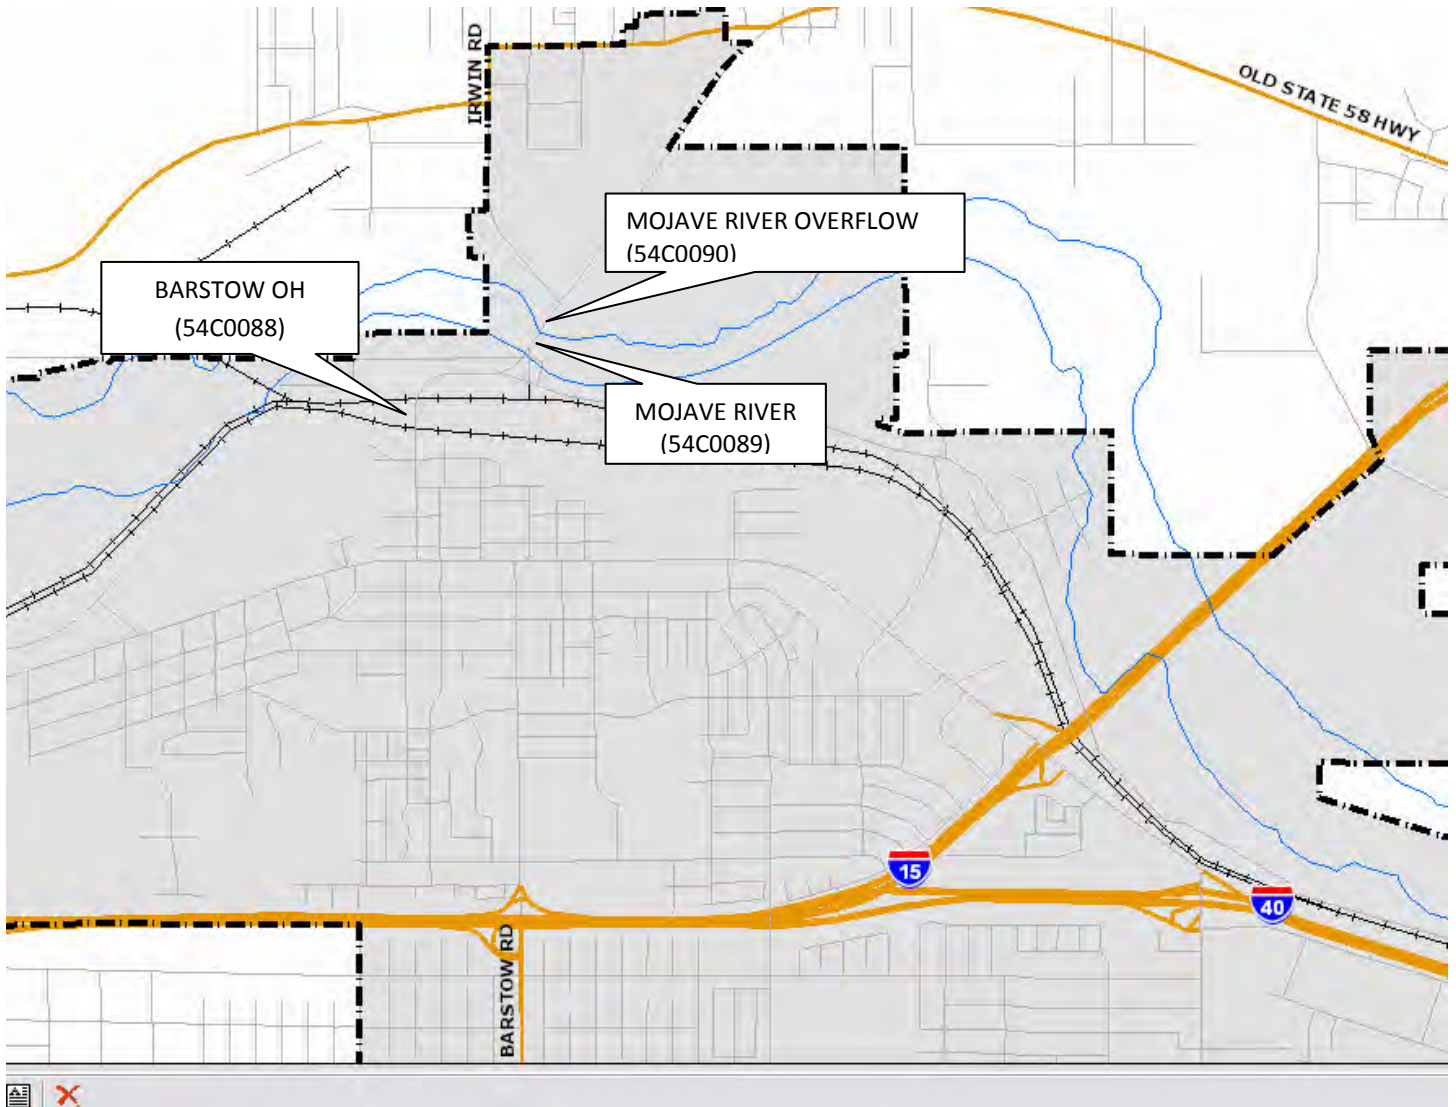 IRWIN RD
OLD STATE 58 HWY
MOJAVE RIVER OVERFLOW
(54C0090)
BARSTOW OH
(54C0088)
MOJAVE RIVER
(54C0089)
15
40
BARSTOW RD